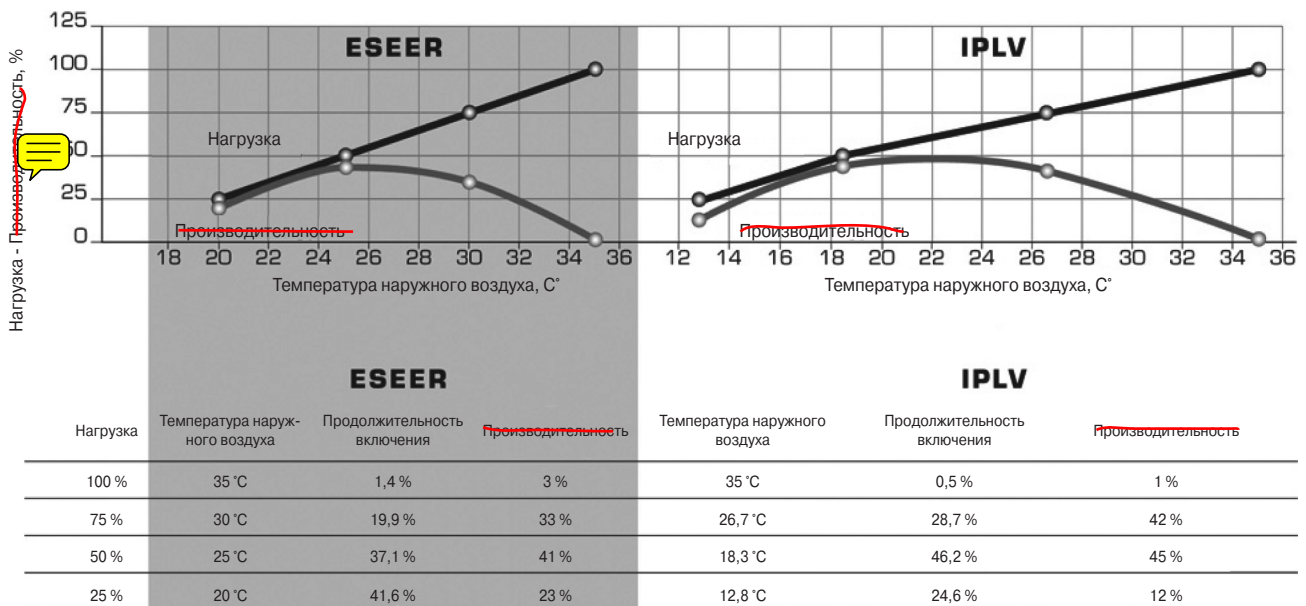 125
100
75
50
25
0
Нагрузка - Производительность, %
ESEER
Нагрузка
Производительность
18 20 22 24 26 28 30 32 34 36
Температура наружного воздуха, С°
IPLV
Нагрузка
Производительность
12 14 16 18 20 22 24 26 28 30 32 34 36
Температура наружного воздуха, С°
ESEER IPLV
Нагрузка
Температура наруж-
ного воздуха
Продолжительность
включения
Производительность
Температура наружного
воздуха
Продолжительность
включения
Производительность
100 % 35 °C 1,4 % 3 % 35 °C 0,5 % 1 %
75 % 30 °C 19,9 % 33 % 26,7 °C 28,7 % 42 %
50 % 25 °C 37,1 % 41 % 18,3 °C 46,2 % 45 %
25 % 20 °C 41,6 % 23 % 12,8 °C 24,6 % 12 %